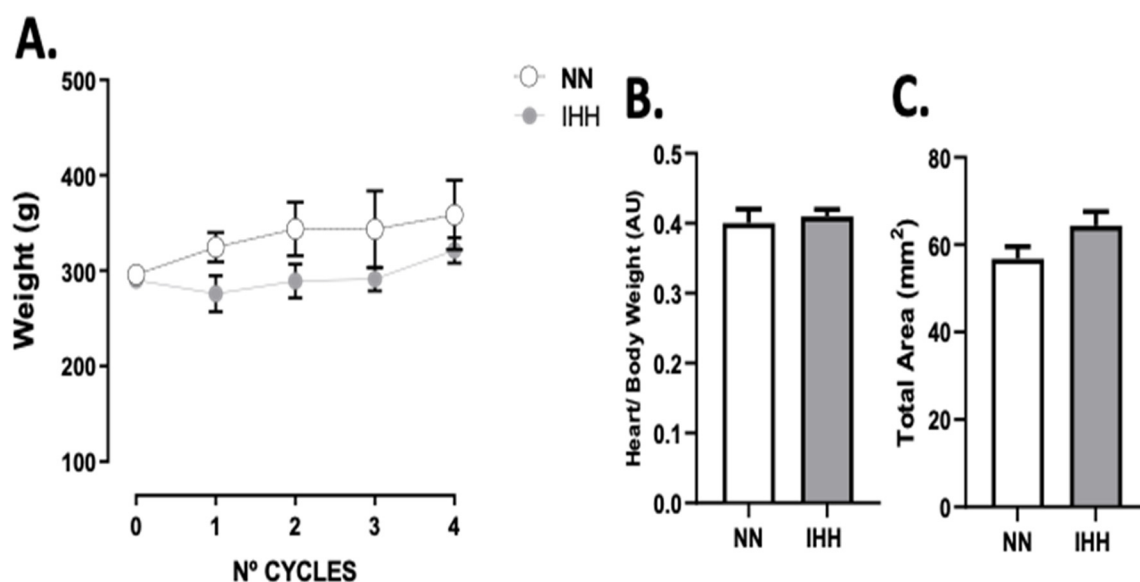 A.
Weight (g)
500
400
300
200
100
0 1 2 3 4
Nº CYCLES
NN
IHH
B.
Heart/ Body Weight (AU)
0.5
0.4
0.3
0.2
0.1
0.0
NN IHH
C.
Total Area (mm²)
80
60
40
20
0
NN IHH